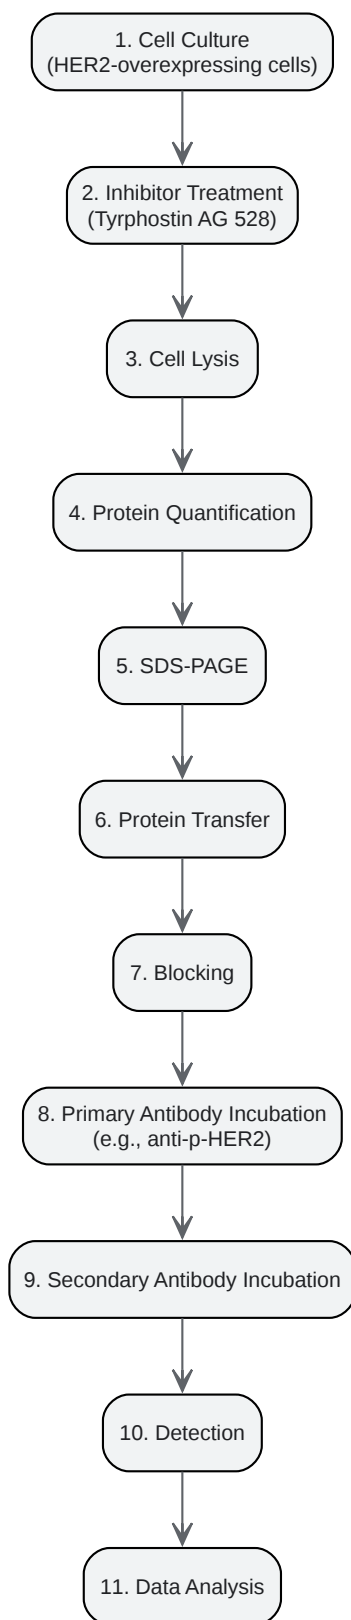 1. Cell Culture
(HER2-overexpressing cells)
2. Inhibitor Treatment
(Tyrphostin AG 528)
3. Cell Lysis
4. Protein Quantification
5. SDS-PAGE
6. Protein Transfer
7. Blocking
8. Primary Antibody Incubation
(e.g., anti-p-HER2)
9. Secondary Antibody Incubation
10. Detection
11. Data Analysis